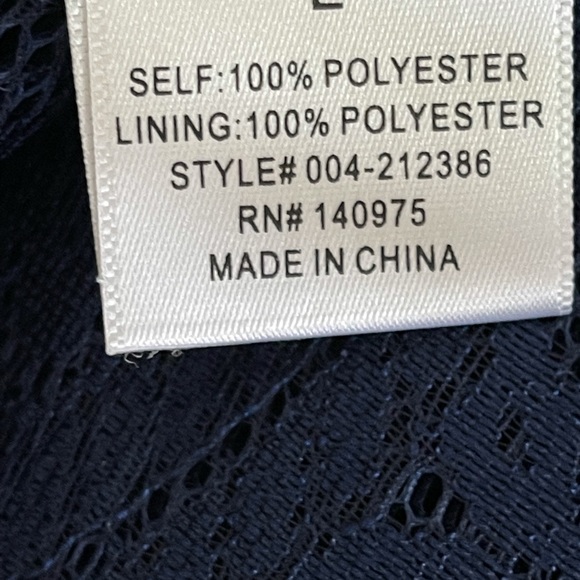 SELF:100% POLYESTER
LINING:100% POLYESTER
STYLE# 004-212386
RN# 140975
MADE IN CHINA